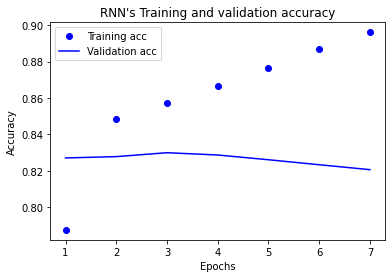 RNN's Training and validation accuracy
0.90
0.88
0.86
0.84
0.82
0.80
Accuracy
Training acc
Validation acc
1 2 3 4 5 6 7
Epochs